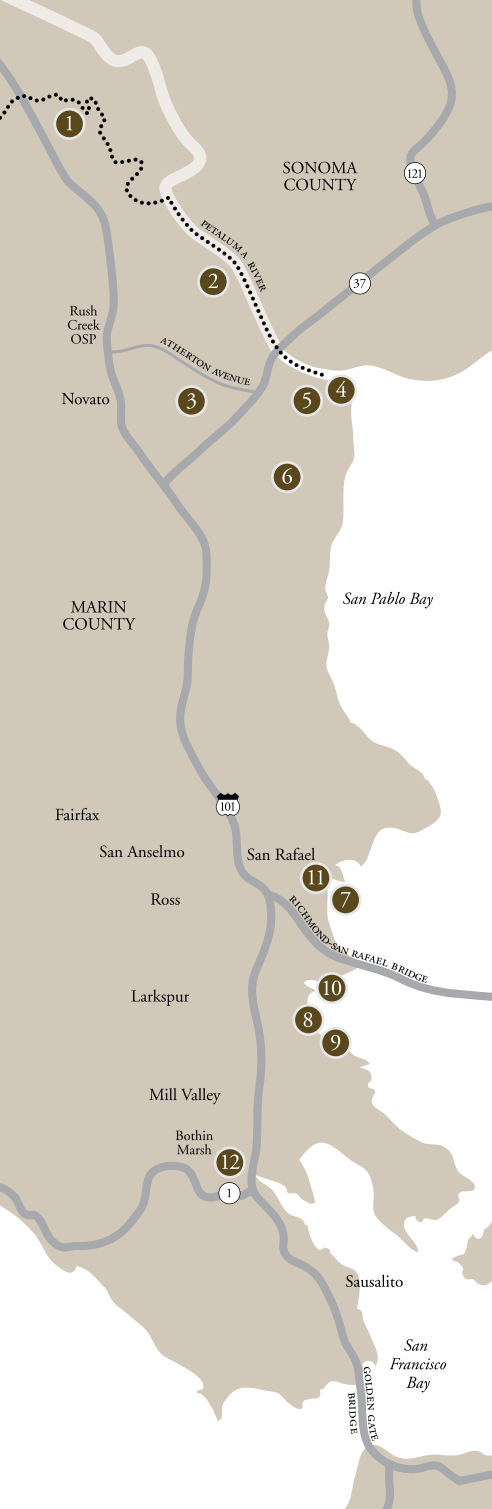 1
SONOMA
COUNTY
121
PETALUMA RIVER
2
37
Rush
Creek
OSP
ATHERTON AVENUE
Novato
3
5
4
6
San Pablo Bay
MARIN
COUNTY
101
Fairfax
San Anselmo
San Rafael
11
7
Ross
RICHMOND-SAN RAFAEL BRIDGE
10
Larkspur
8
9
Mill Valley
Bothin
Marsh
12
1
Sausalito
San
Francisco
Bay
GOLDEN GATE
BRIDGE